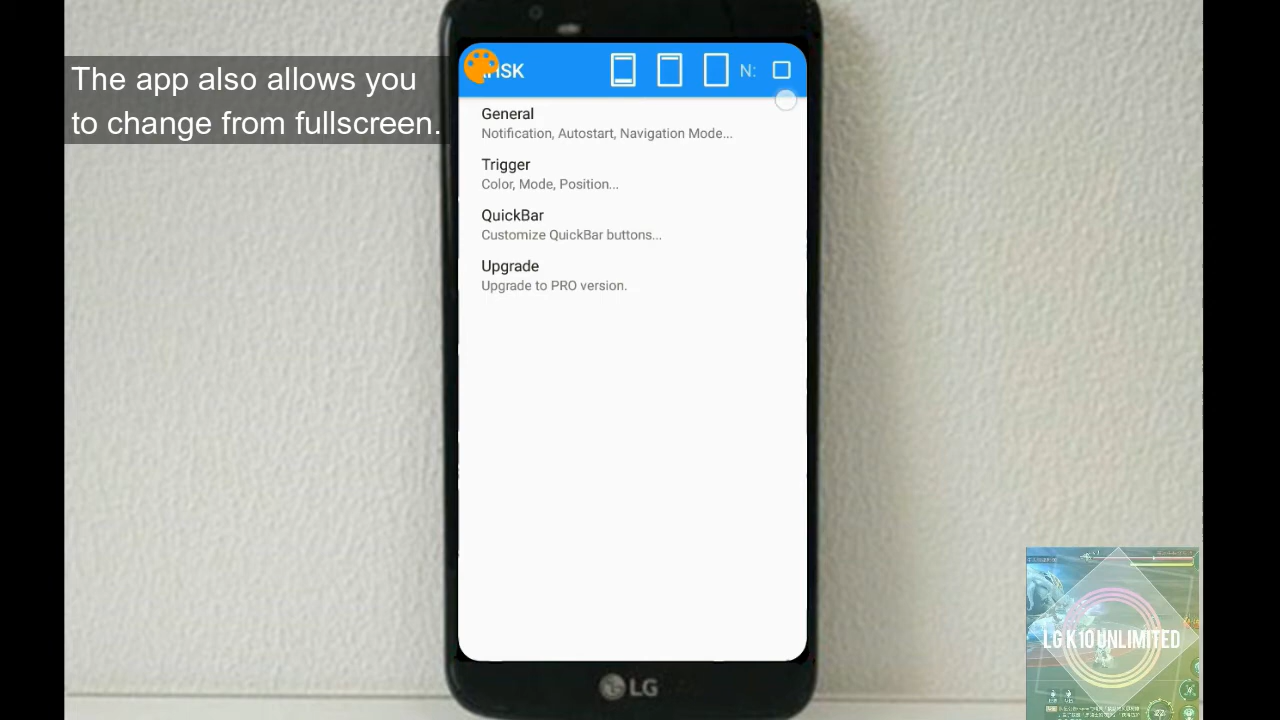 The app also allows you
to change from fullscreen.
HSK
N:
General
Notification, Autostart, Navigation Mode...
Trigger
Color, Mode, Position...
QuickBar
Customize QuickBar buttons...
Upgrade
Upgrade to PRO version.
LG
LG K10 UNLIMITED